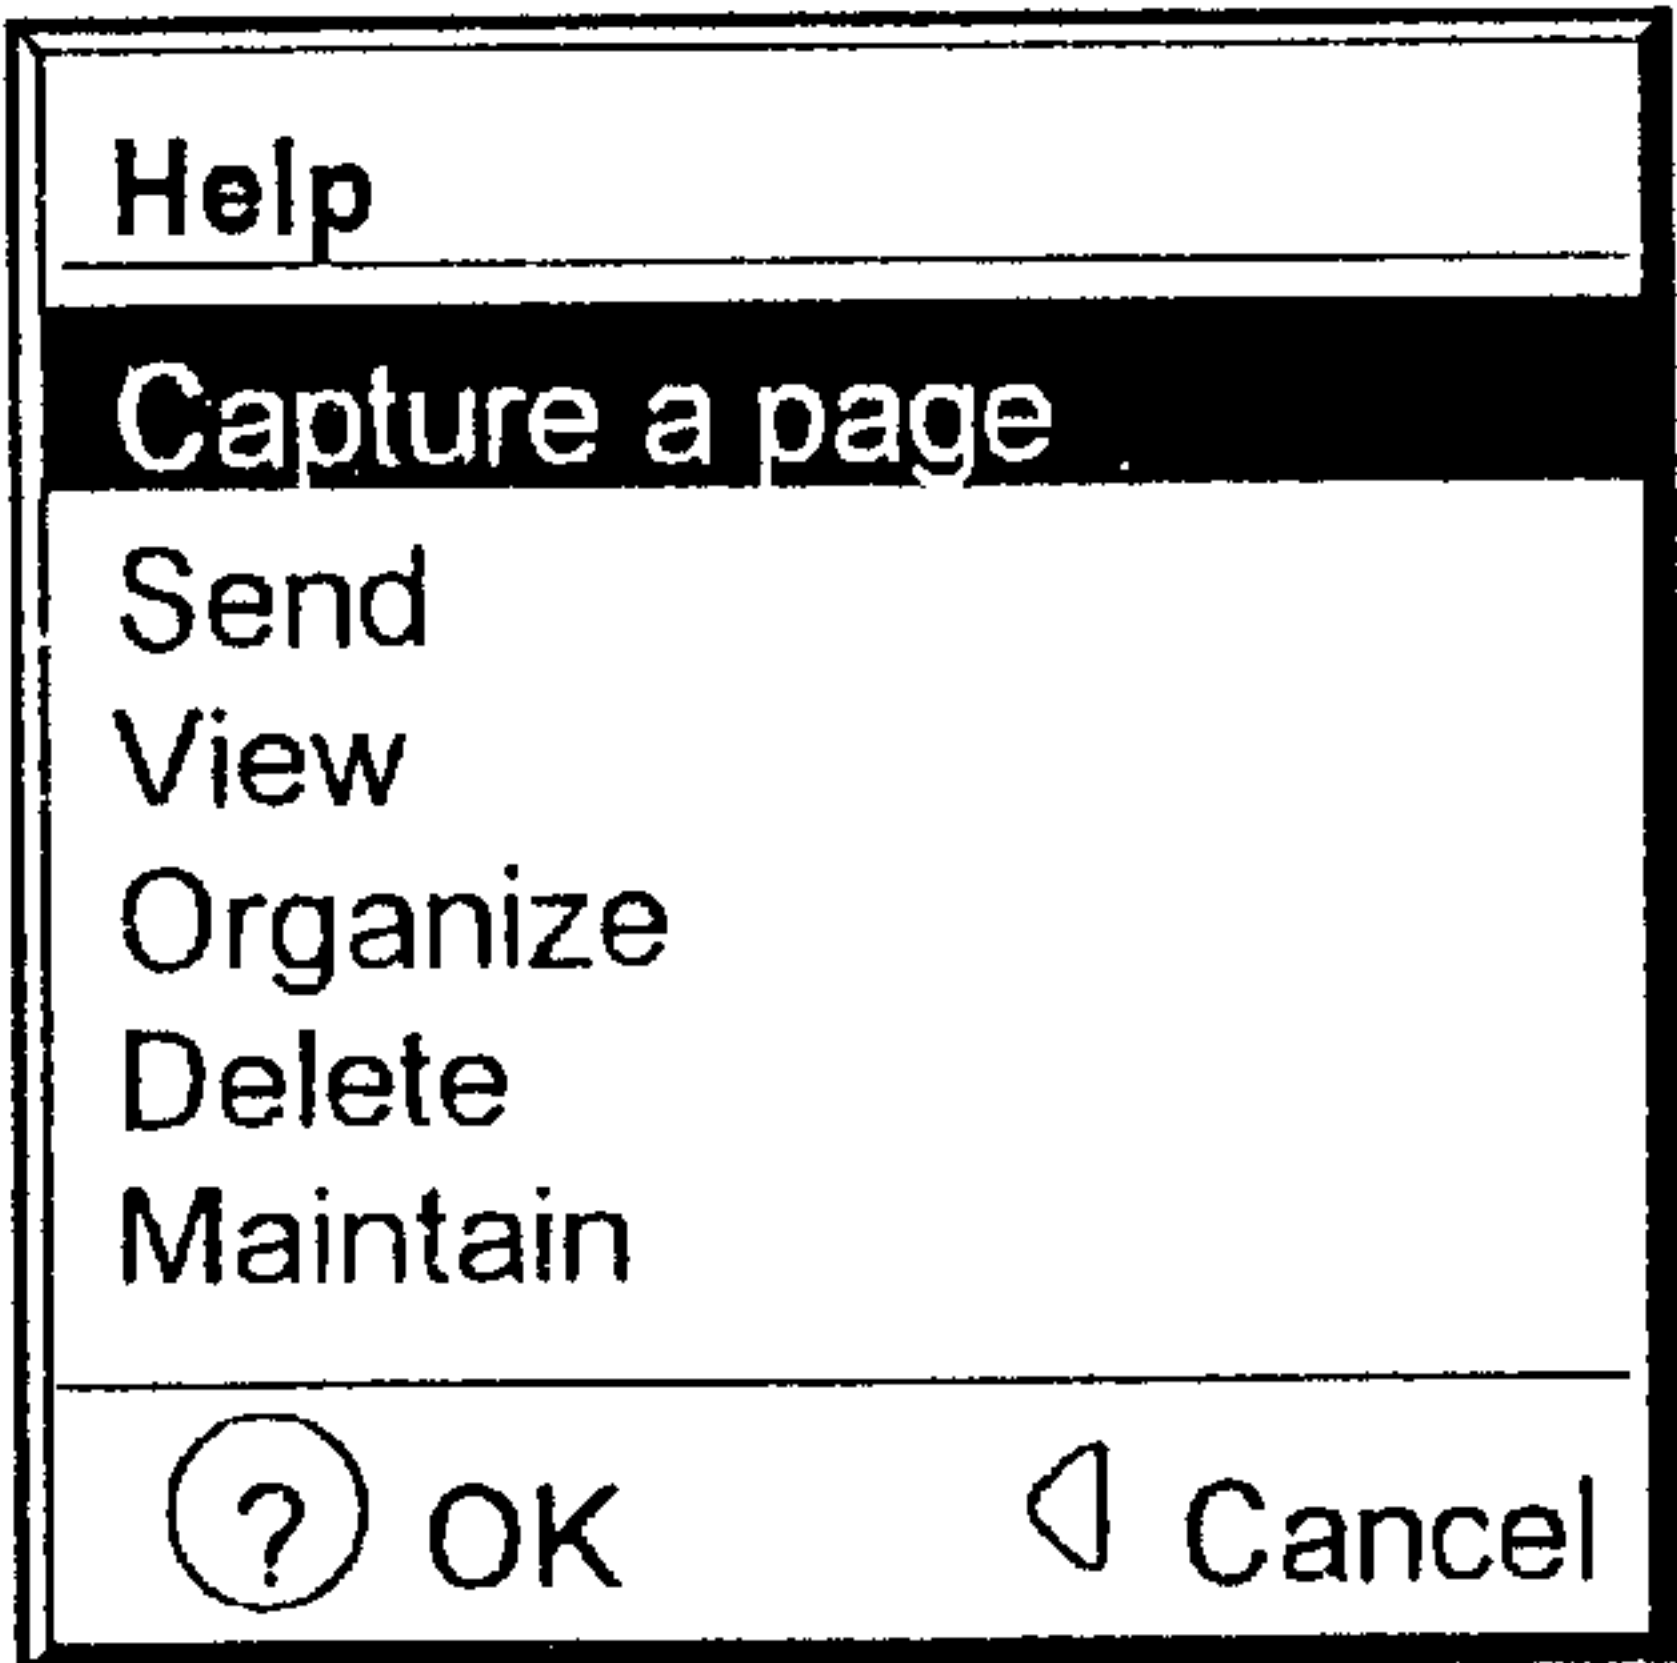 Help
Capture a page
Send
View
Organize
Delete
Maintain
? OK Cancel